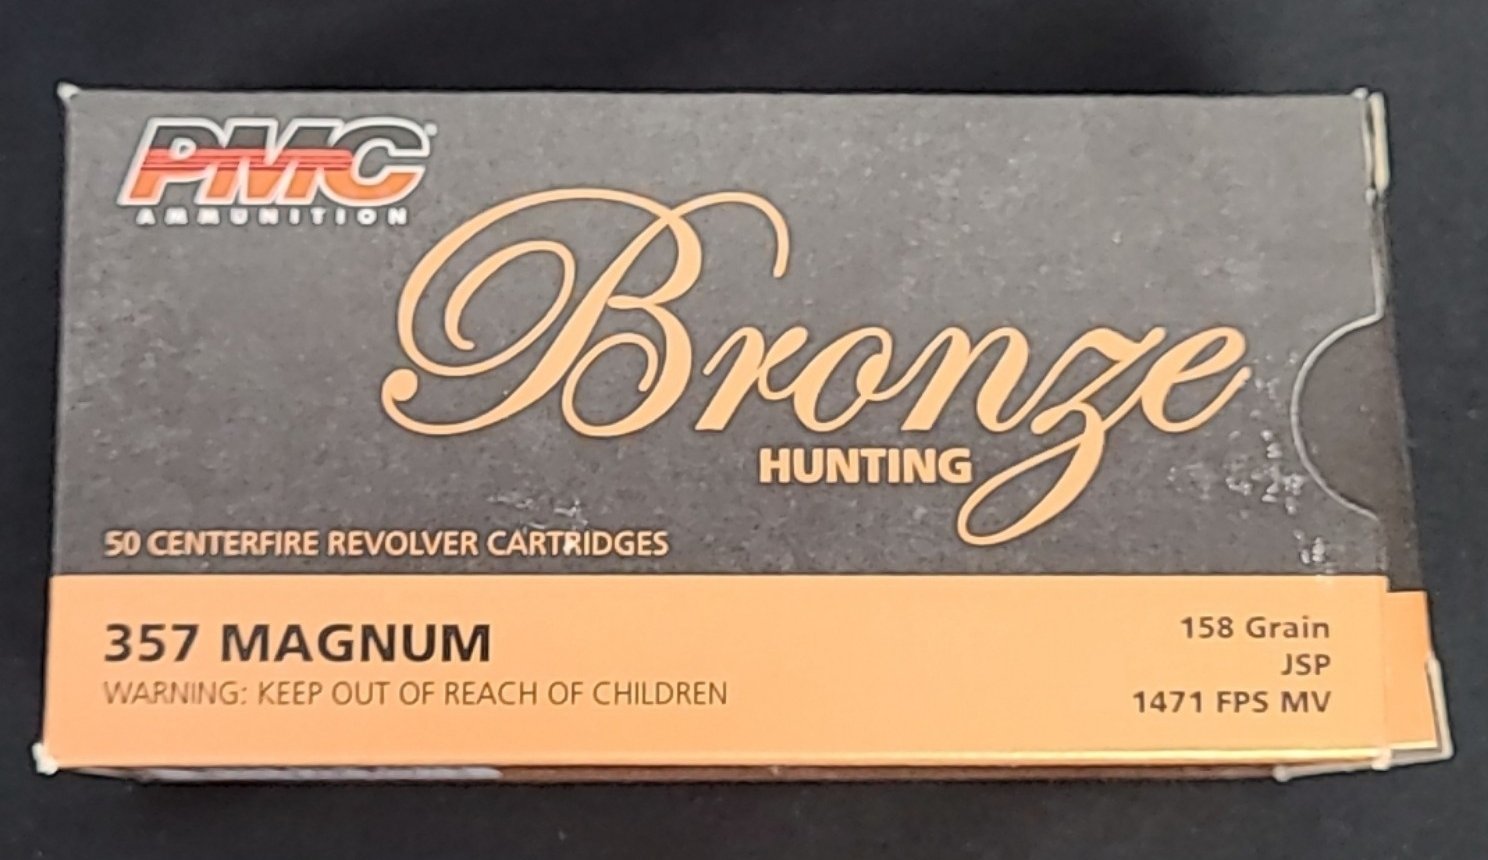 PMC®
AMMUNITION
Bronze
HUNTING
50 CENTERFIRE REVOLVER CARTRIDGES
357 MAGNUM
WARNING: KEEP OUT OF REACH OF CHILDREN
158 Grain
JSP
1471 FPS MV